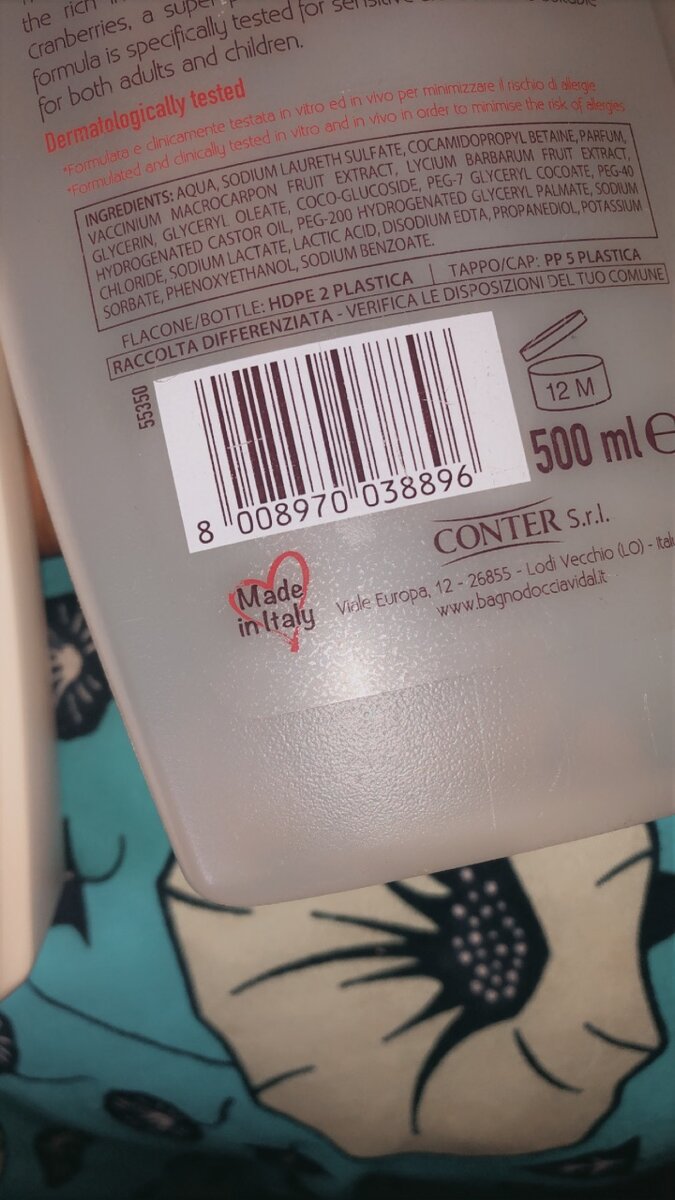 the rich
Cranberries, a super
formula is specifically tested for
for both adults and children.
Dermatologically tested
*Formulata e clinicamente testata in vitro ed in vivo per minimizzare il rischio di allergie
*Formulated and clinically tested in vitro and in vivo in order to minimise the risk of allergies
INGREDIENTS: AQUA, SODIUM LAURETH SULFATE, COCAMIDOPROPYL BETAINE, PARFUM,
VACCINIUM MACROCARPON FRUIT EXTRACT, LYCIUM BARBARUM FRUIT EXTRACT,
GLYCERIN, GLYCERYL OLEATE, COCO-GLUCOSIDE, PEG-7 GLYCERYL COCOATE, PEG-40
HYDROGENATED CASTOR OIL, PEG-200 HYDROGENATED GLYCERYL PALMATE, SODIUM
CHLORIDE, SODIUM LACTATE, LACTIC ACID, DISODIUM EDTA, PROPANEDIOL, POTASSIUM
SORBATE, PHENOXYETHANOL, SODIUM BENZOATE.
FLACONE/BOTTLE: HDPE 2 PLASTICA | TAPPO/CAP: PP 5 PLASTICA
RACCOLTA DIFFERENZIATA - VERIFICA LE DISPOSIZIONI DEL TUO COMUNE
55350
12 M
500 ml e
8 008970 038896
CONTER S.r.l.
Made
in Italy
Viale Europa, 12 - 26855 - Lodi Vecchio (LO) - Ital
www.bagnodocciavidal.it